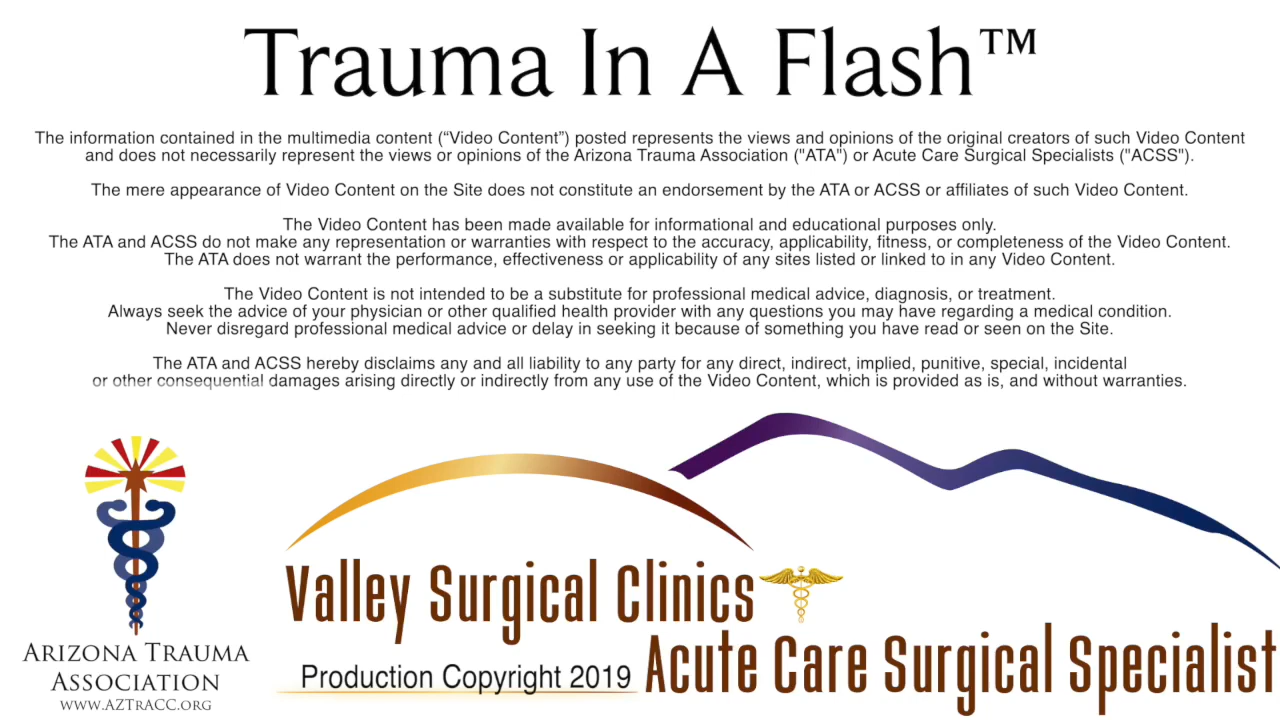 Trauma In A Flash™
The information contained in the multimedia content (“Video Content”) posted represents the views and opinions of the original creators of such Video Content
and does not necessarily represent the views or opinions of the Arizona Trauma Association ("ATA") or Acute Care Surgical Specialists ("ACSS").
The mere appearance of Video Content on the Site does not constitute an endorsement by the ATA or ACSS or affiliates of such Video Content.
The Video Content has been made available for informational and educational purposes only.
The ATA and ACSS do not make any representation or warranties with respect to the accuracy, applicability, fitness, or completeness of the Video Content.
The ATA does not warrant the performance, effectiveness or applicability of any sites listed or linked to in any Video Content.
The Video Content is not intended to be a substitute for professional medical advice, diagnosis, or treatment.
Always seek the advice of your physician or other qualified health provider with any questions you may have regarding a medical condition.
Never disregard professional medical advice or delay in seeking it because of something you have read or seen on the Site.
The ATA and ACSS hereby disclaims any and all liability to any party for any direct, indirect, implied, punitive, special, incidental
or other consequential damages arising directly or indirectly from any use of the Video Content, which is provided as is, and without warranties.
Valley Surgical Clinics
Acute Care Surgical Specialist
Production Copyright 2019
Arizona Trauma
Association
www.AZTraCC.org